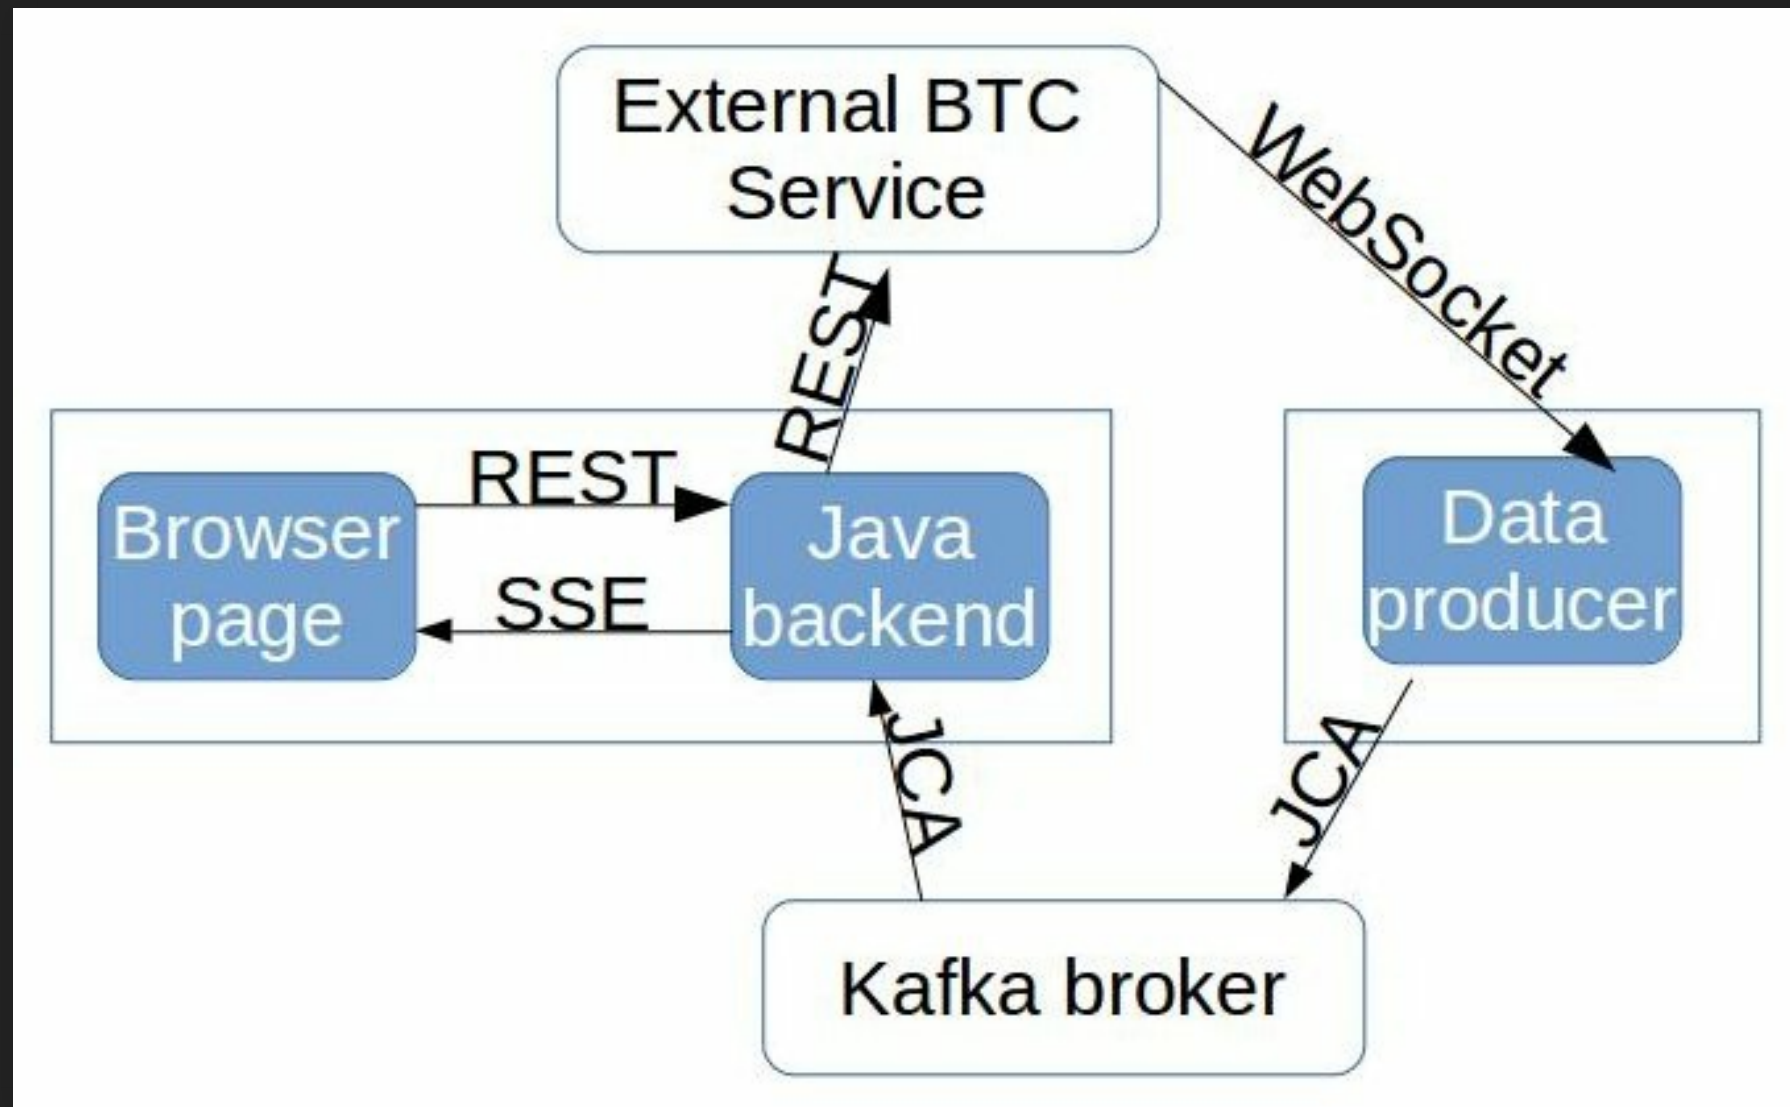 External BTC
Service
WebSocket
REST
REST
SSE
Browser
page
Java
backend
Data
producer
JCA
JCA
Kafka broker